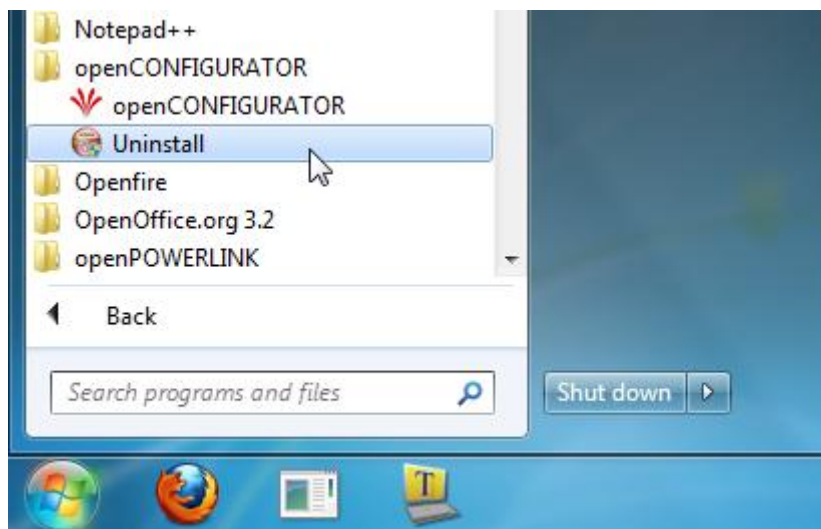 Notepad++
openCONFIGURATOR
openCONFIGURATOR
Uninstall
Openfire
OpenOffice.org 3.2
openPOWERLINK
Back
Search programs and files
Shut down
T